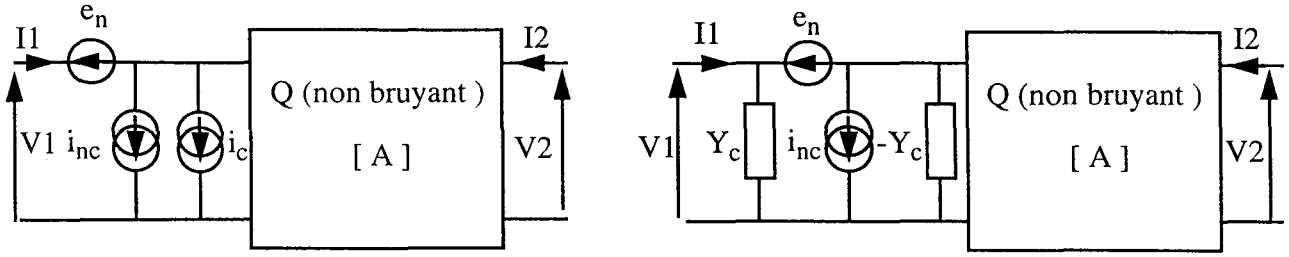 e_n
I1
I2
Q (non bruyant )
V1
i_nc
i_c
[ A ]
V2
e_n
I1
I2
Q (non bruyant )
V1
Y_c
i_nc
-Y_c
[ A ]
V2